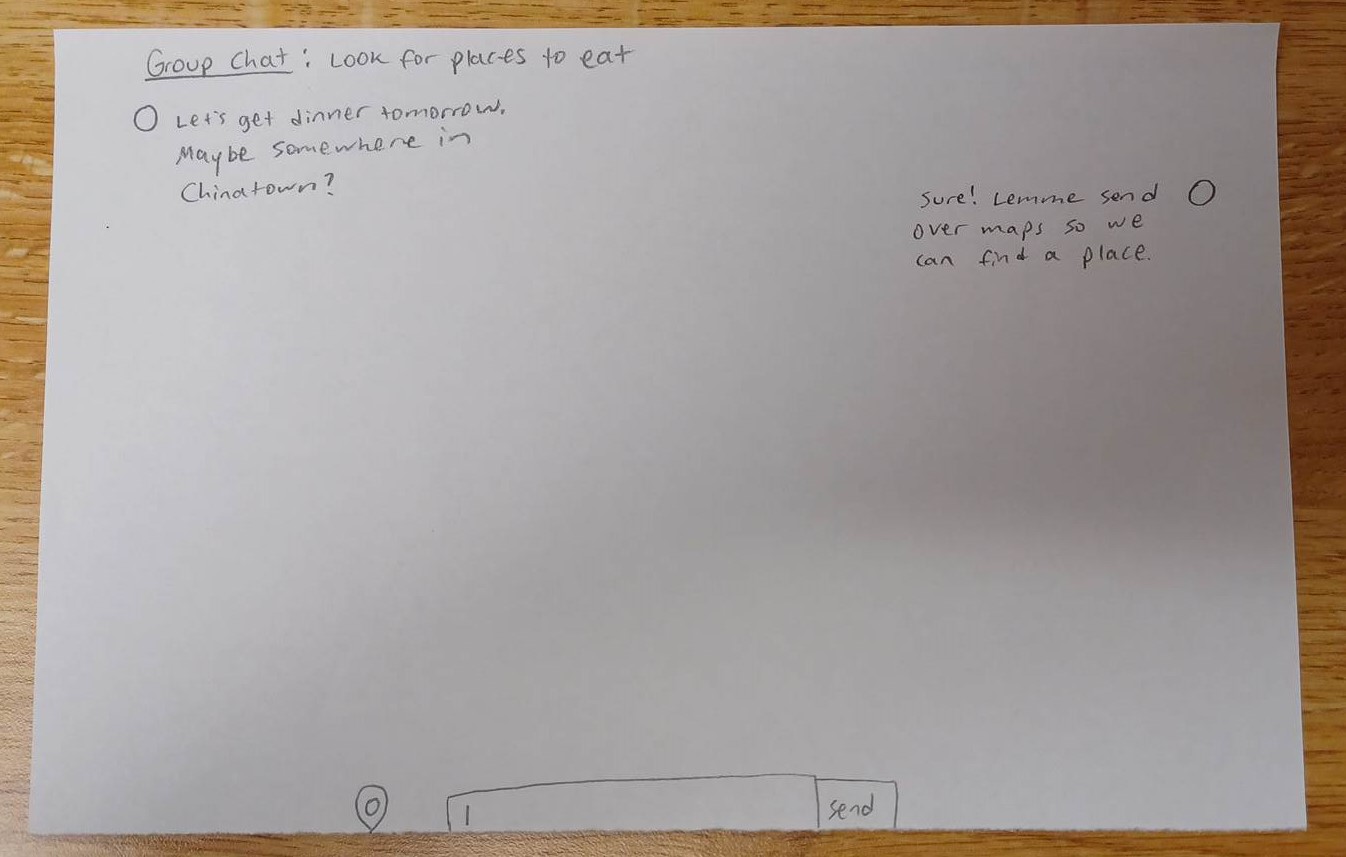 Group Chat: Look for places to eat
Let's get dinner tomorrow.
Maybe somewhere in
Chinatown?
Sure! Lemme send
over maps so we
can find a place.
send